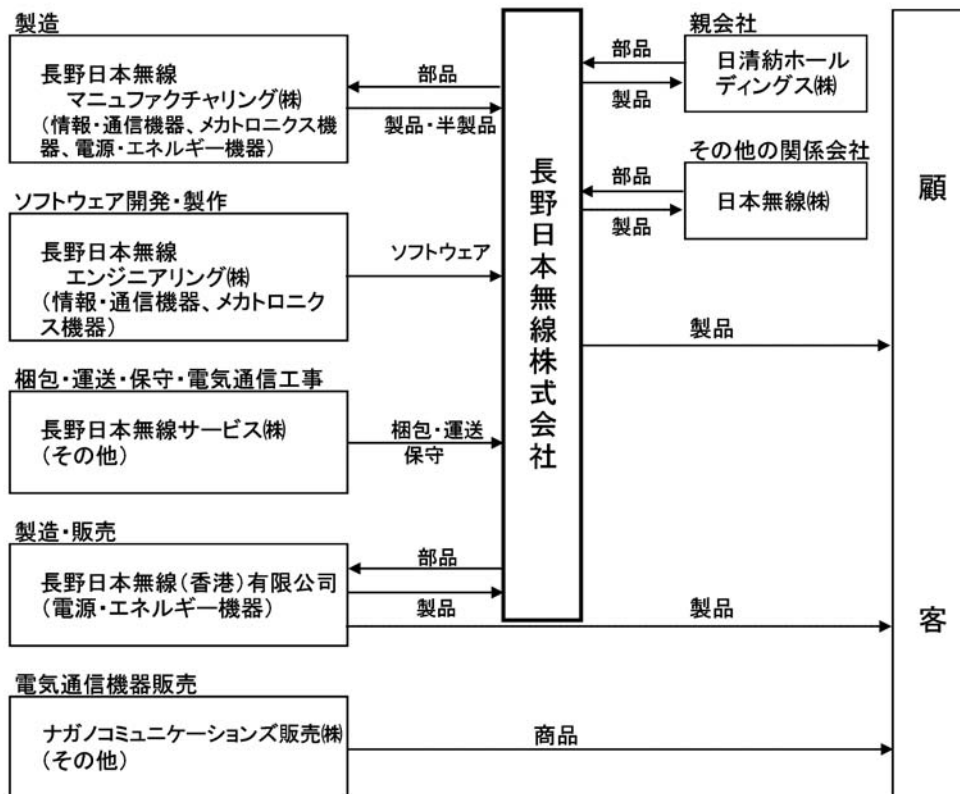 製造
長野日本無線
マニュファクチャリング㈱
(情報・通信機器、メカトロニクス機
器、電源・エネルギー機器)
部品
製品・半製品
ソフトウェア開発・製作
長野日本無線
エンジニアリング㈱
(情報・通信機器、メカトロニク
ス機器)
ソフトウェア
梱包・運送・保守・電気通信工事
長野日本無線サービス㈱
(その他)
梱包・運送
保守
製造・販売
長野日本無線(香港)有限公司
(電源・エネルギー機器)
部品
製品
電気通信機器販売
ナガノコミュニケーションズ販売㈱
(その他)
長野日本無線株式会社
親会社
日清紡ホール
ディングス㈱
部品
製品
その他の関係会社
日本無線㈱
部品
製品
製品
製品
商品
顧客